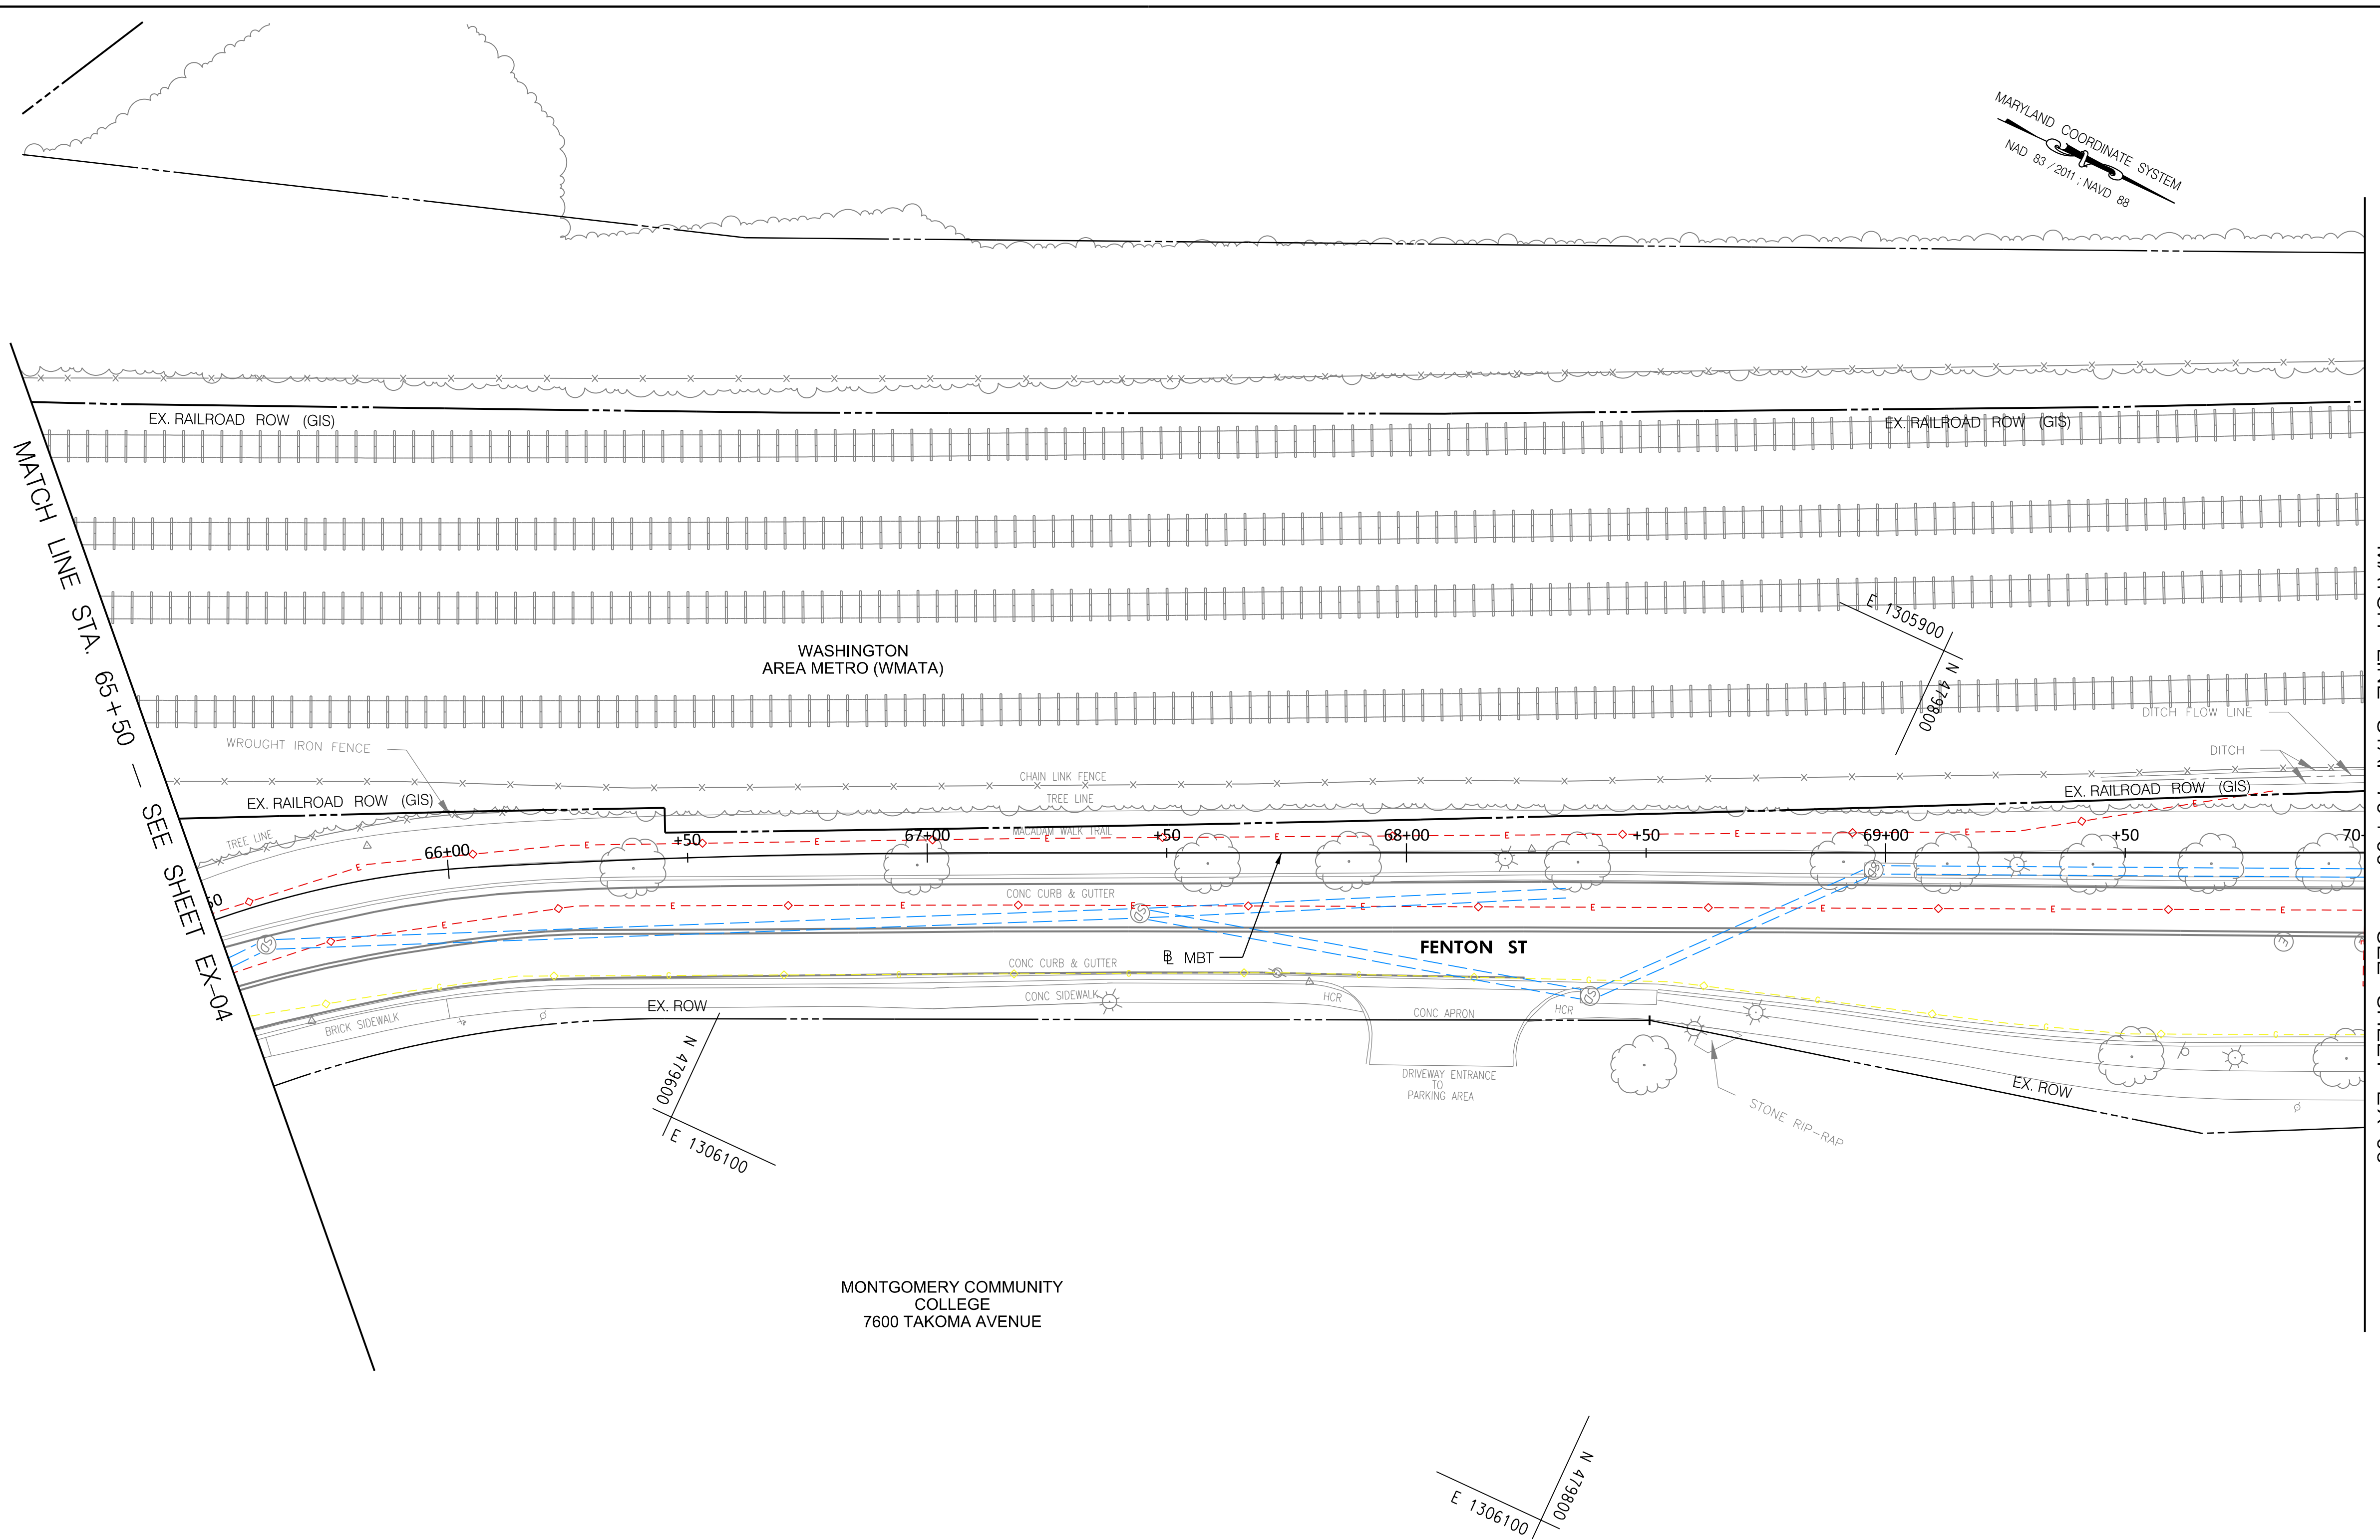 MARYLAND COORDINATE SYSTEM
NAD 83 / 2011 ; NAVD 88
EX. RAILROAD ROW (GIS)
EX. RAILROAD ROW (GIS)
MATCH LINE STA. 65+50 — SEE SHEET EX-04
E 1305900
N 479800
WASHINGTON
AREA METRO (WMATA)
DITCH FLOW LINE
WROUGHT IRON FENCE
DITCH
CHAIN LINK FENCE
EX. RAILROAD ROW (GIS)
TREE LINE
EX. RAILROAD ROW (GIS)
TREE LINE
MACADAM WALK TRAIL
66+00
+50
67+00
+50
68+00
+50
69+00
+50
CONC CURB & GUTTER
SD
SD
SD
SD
E
FENTON ST
BL MBT
CONC CURB & GUTTER
CONC SIDEWALK
HCR
CONC APRON
HCR
EX. ROW
BRICK SIDEWALK
N 479600
E 1306100
DRIVEWAY ENTRANCE
TO
PARKING AREA
STONE RIP-RAP
EX. ROW
MONTGOMERY COMMUNITY
COLLEGE
7600 TAKOMA AVENUE
N 479800
E 1306100